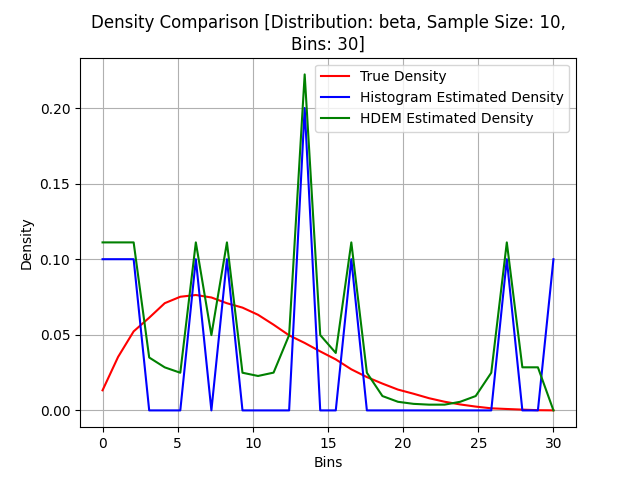 Density Comparison [Distribution: beta, Sample Size: 10,
Bins: 30]
True Density
Histogram Estimated Density
HDEM Estimated Density
Density
0.20
0.15
0.10
0.05
0.00
0 5 10 15 20 25 30
Bins